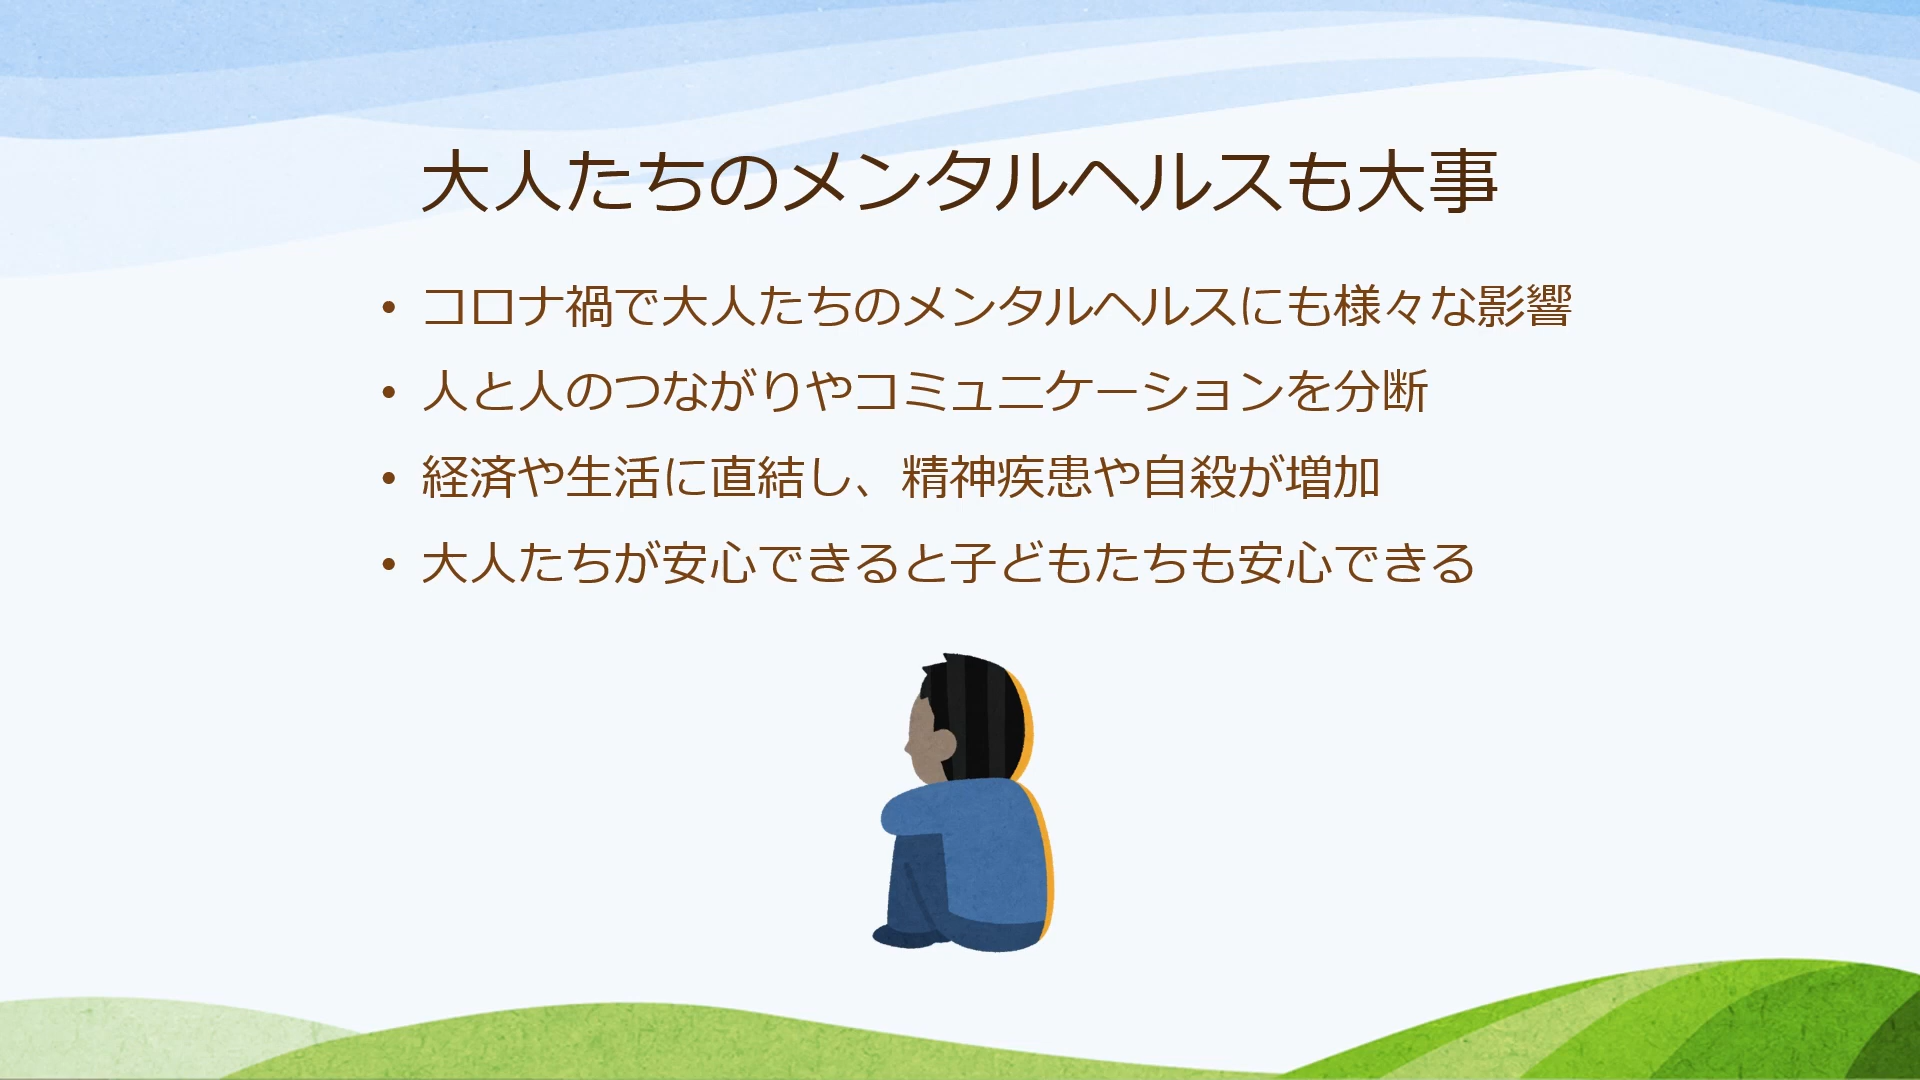 大人たちのメンタルヘルスも大事
• コロナ禍で大人たちのメンタルヘルスにも様々な影響
• 人と人のつながりやコミュニケーションを分断
• 経済や生活に直結し、精神疾患や自殺が増加
• 大人たちが安心できると子どもたちも安心できる